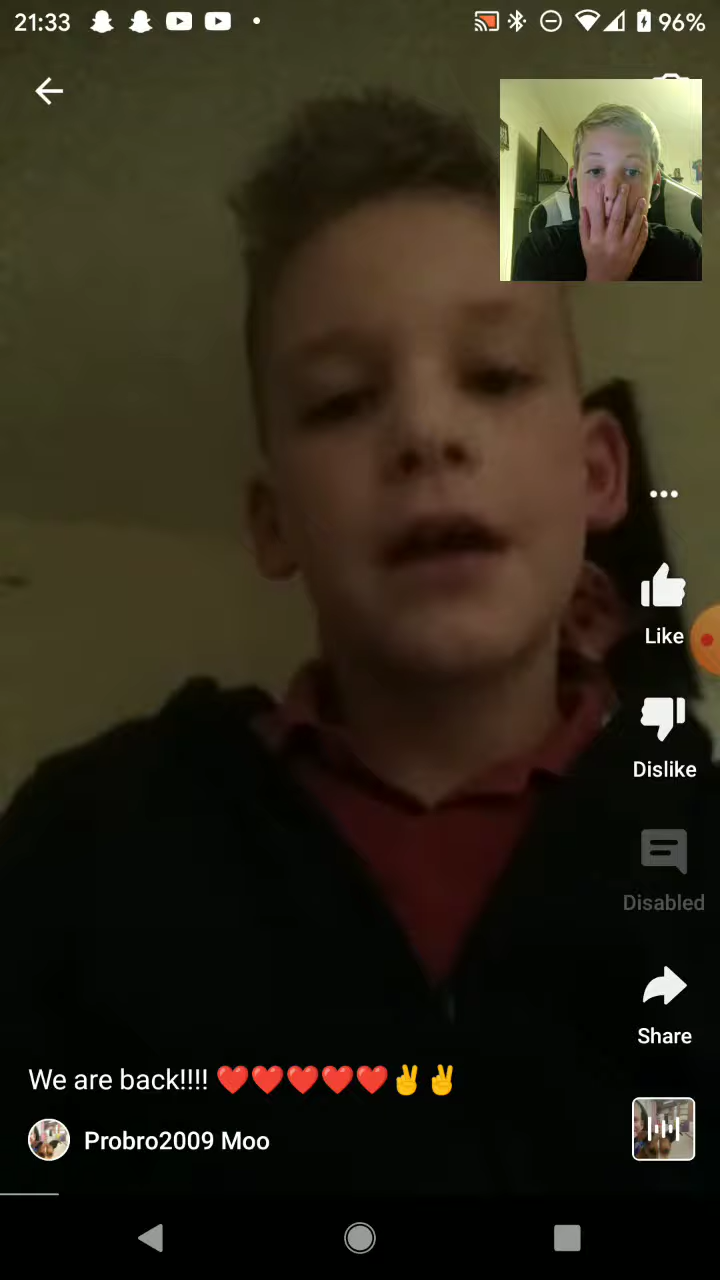 21:33 96%
Like
Dislike
Disabled
Share
We are back!!!! ❤️❤️❤️❤️❤️✌️✌️
Probro2009 Moo